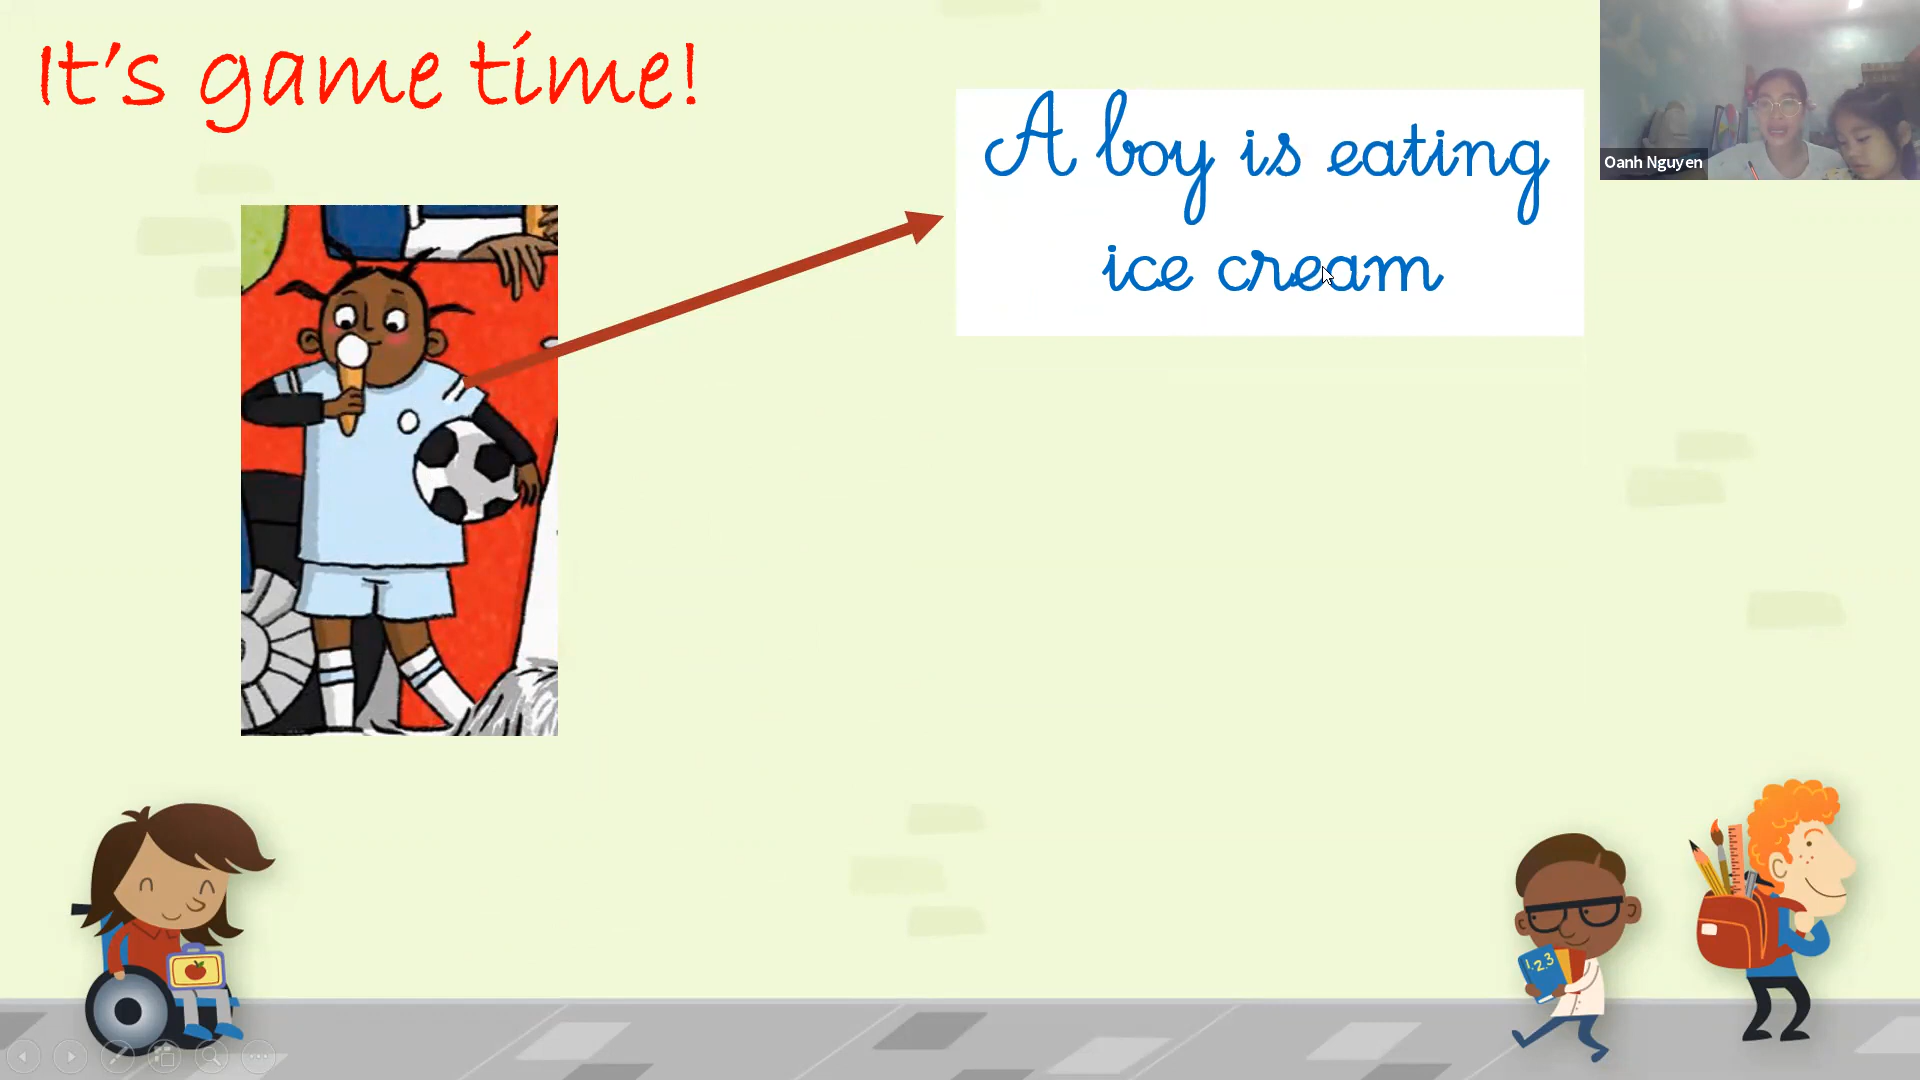 It's game time!
A boy is eating
ice cream
Oanh Nguyen
1.2.3